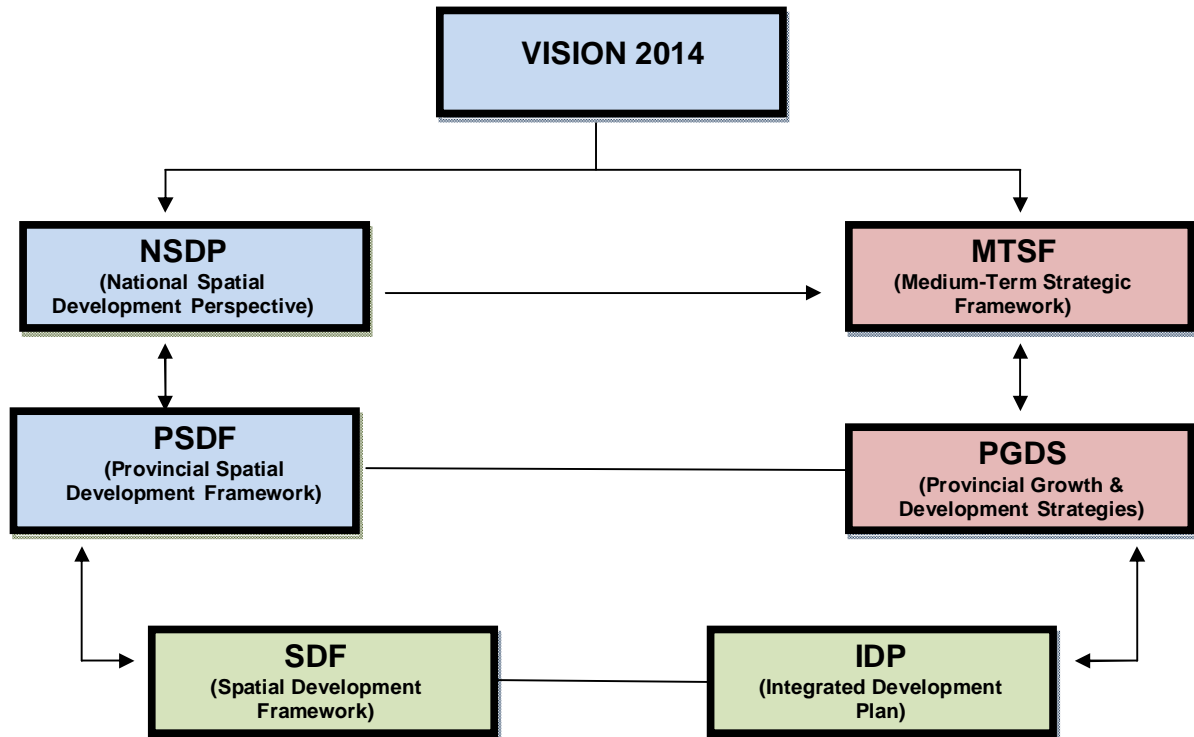 VISION 2014
NSDP
(National Spatial
Development Perspective)
MTSF
(Medium-Term Strategic
Framework)
PSDF
(Provincial Spatial
Development Framework)
PGDS
(Provincial Growth &
Development Strategies)
SDF
(Spatial Development
Framework)
IDP
(Integrated Development
Plan)